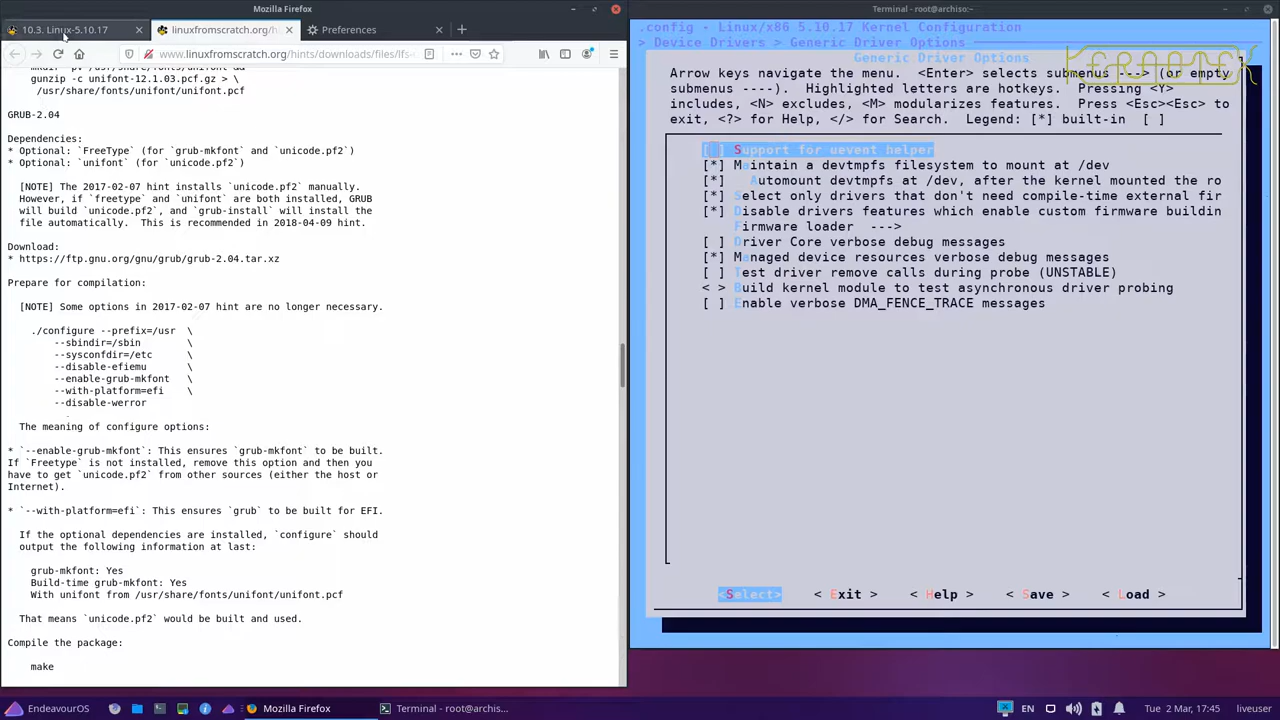 Mozilla Firefox
10.3. Linux-5.10.17
linuxfromscratch.org/h
Preferences
www.linuxfromscratch.org/hints/downloads/files/lfs-
gunzip -c unifont-12.1.03.pcf.gz > \
/usr/share/fonts/unifont/unifont.pcf
GRUB-2.04
Dependencies:
* Optional: `FreeType` (for `grub-mkfont` and `unicode.pf2`)
* Optional: `unifont` (for `unicode.pf2`)
[NOTE] The 2017-02-07 hint installs `unicode.pf2` manually.
However, if `freetype` and `unifont` are both installed, GRUB
will build `unicode.pf2`, and `grub-install` will install the
file automatically.  This is recommended in 2018-04-09 hint.
Download:
* https://ftp.gnu.org/gnu/grub/grub-2.04.tar.xz
Prepare for compilation:
[NOTE] Some options in 2017-02-07 hint are no longer necessary.
./configure --prefix=/usr  \
--sbindir=/sbin        \
--sysconfdir=/etc      \
--disable-efiemu       \
--enable-grub-mkfont   \
--with-platform=efi    \
--disable-werror
The meaning of configure options:
* `--enable-grub-mkfont`: This ensures `grub-mkfont` to be built.
If `Freetype` is not installed, remove this option and then you
have to get `unicode.pf2` from other sources (either the host or
Internet).
* `--with-platform=efi`: This ensures `grub` to be built for EFI.
If the optional dependencies are installed, `configure` should
output the following information at last:
grub-mkfont: Yes
Build-time grub-mkfont: Yes
With unifont from /usr/share/fonts/unifont/unifont.pcf
That means `unicode.pf2` would be built and used.
Compile the package:
make
Terminal - root@archiso:~
.config - Linux/x86 5.10.17 Kernel Configuration
> Device Drivers > Generic Driver Options
Generic Driver Options
KERNOTEX
Arrow keys navigate the menu.  <Enter> selects submenus ---> (or empty
submenus ----).  Highlighted letters are hotkeys.  Pressing <Y>
includes, <N> excludes, <M> modularizes features.  Press <Esc><Esc> to
exit, <?> for Help, </> for Search.  Legend: [*] built-in  [ ]
[ ] Support for uevent helper
[*] Maintain a devtmpfs filesystem to mount at /dev
[*]   Automount devtmpfs at /dev, after the kernel mounted the ro
[*] Select only drivers that don't need compile-time external fir
[*] Disable drivers features which enable custom firmware buildin
Firmware loader  --->
[ ] Driver Core verbose debug messages
[*] Managed device resources verbose debug messages
[ ] Test driver remove calls during probe (UNSTABLE)
< > Build kernel module to test asynchronous driver probing
[ ] Enable verbose DMA_FENCE_TRACE messages
<Select>    < Exit >    < Help >    < Save >    < Load >
EndeavourOS
Mozilla Firefox
Terminal - root@archiso:...
EN
Tue 2 Mar, 17:45
liveuser